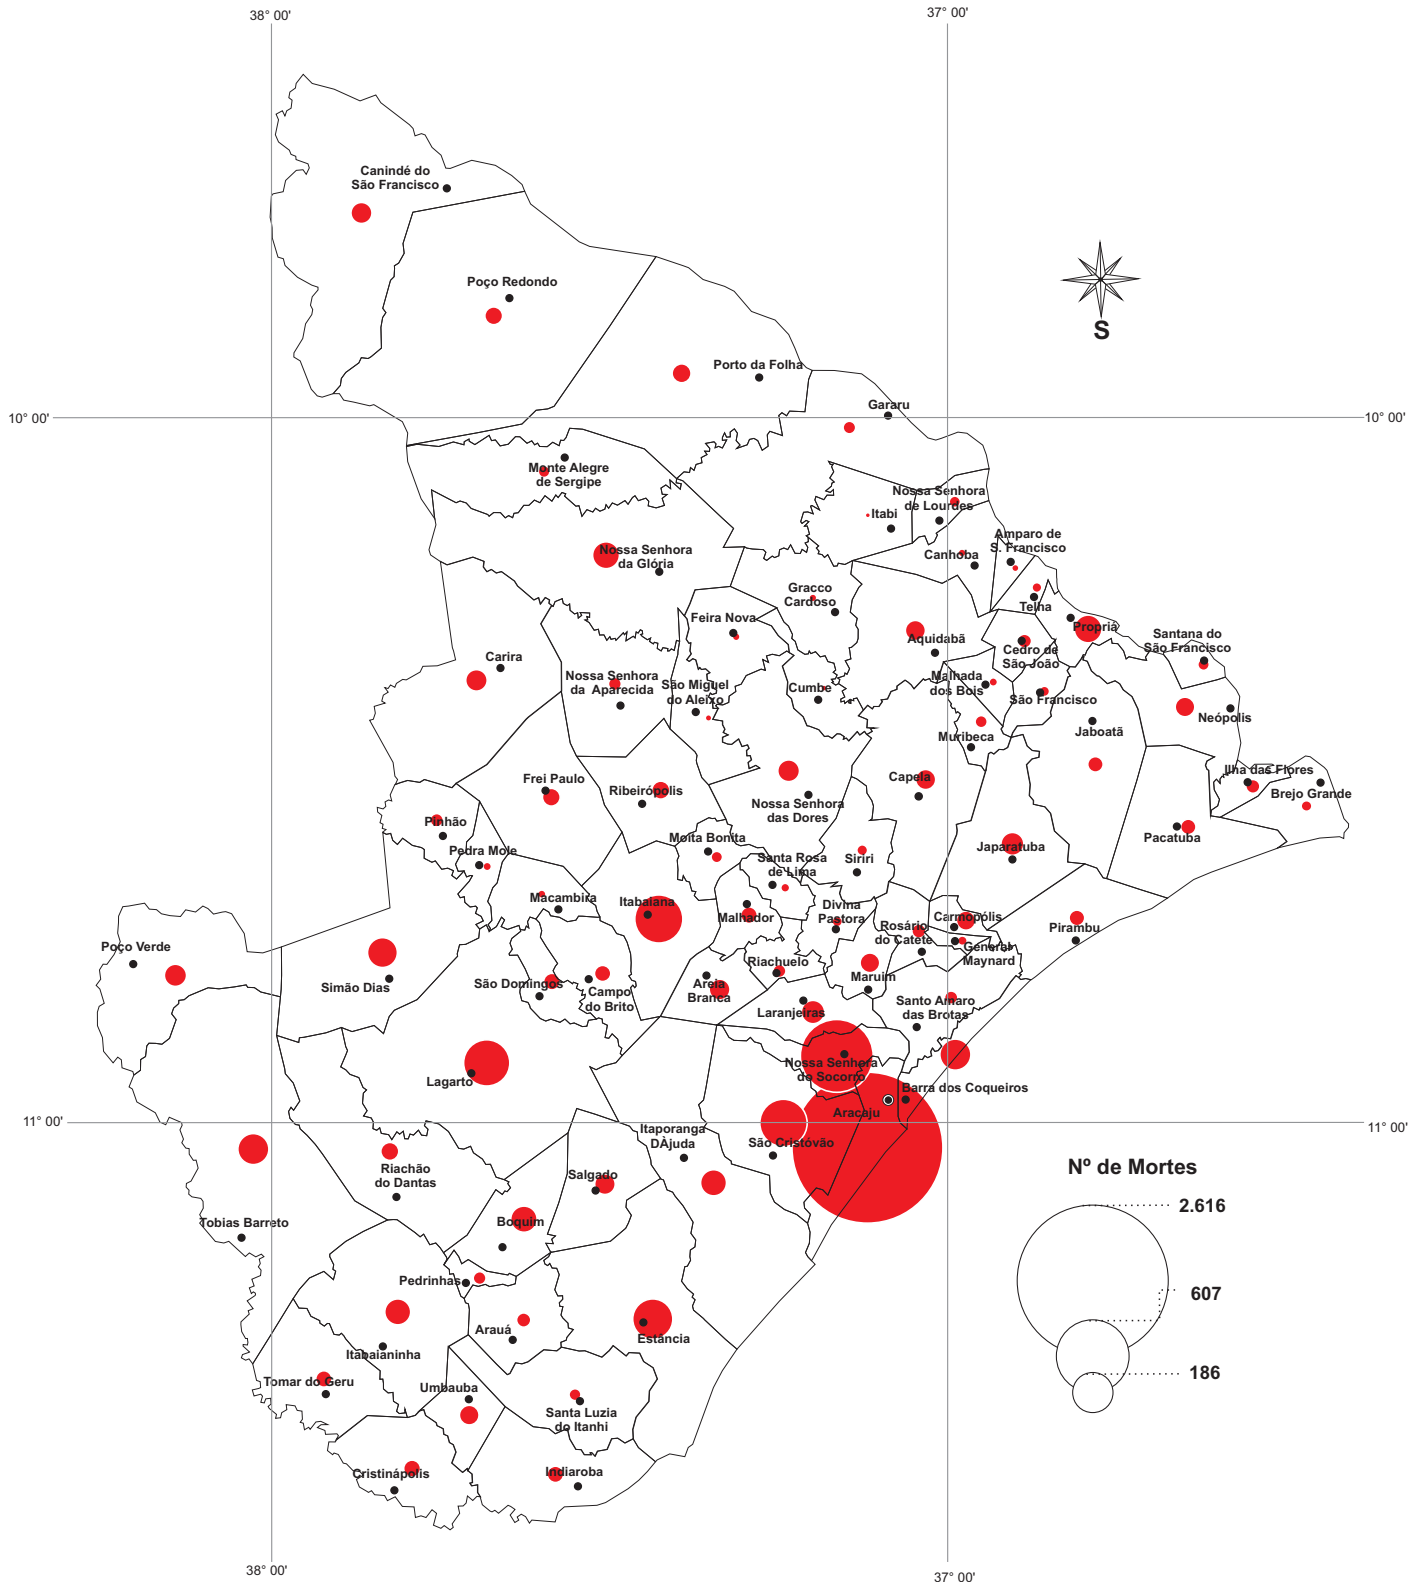 38° 00'
37° 00'
Canindé do
São Francisco
Poço Redondo
S
Porto da Folha
Gararu
10° 00'
10° 00'
Monte Alegre
de Sergipe
Nossa Senhora
de Lourdes
Itabi
Amparo de
S. Francisco
Canhoba
Nossa Senhora
da Glória
Gracco
Cardoso
Telha
Feira Nova
Propriá
Aquidabã
Santana do
São Francisco
Cedro de
São João
Carira
Nossa Senhora
da Aparecida
São Miguel
do Aleixo
Cumbe
Malhada
dos Bois
São Francisco
Neópolis
Jaboatã
Muribeca
Frei Paulo
Ribeirópolis
Capela
Ilha das Flores
Brejo Grande
Nossa Senhora
das Dores
Pinhão
Moita Bonita
Pacatuba
Pedra Mole
Japaratuba
Santa Rosa
de Lima
Siriri
Macambira
Itabaiana
Malhador
Divina
Pastora
Carmopólis
Rosário
do Catete
Pirambu
General
Maynard
Poço Verde
Riachuelo
Simão Dias
São Domingos
Campo
do Brito
Areia
Branca
Maruim
Santo Amaro
das Brotas
Laranjeiras
Nossa Senhora
do Socorro
Lagarto
Barra dos Coqueiros
Aracaju
11° 00'
11° 00'
Itaporanga
DÀjuda
São Cristóvão
Riachão
do Dantas
Salgado
Nº de Mortes
2.616
Tobias Barreto
Boquim
Pedrinhas
607
Arauá
Estância
Itabaianinha
186
Tomar do Geru
Umbauba
Santa Luzia
do Itanhi
Cristinápolis
Indiaroba
38° 00'
37° 00'